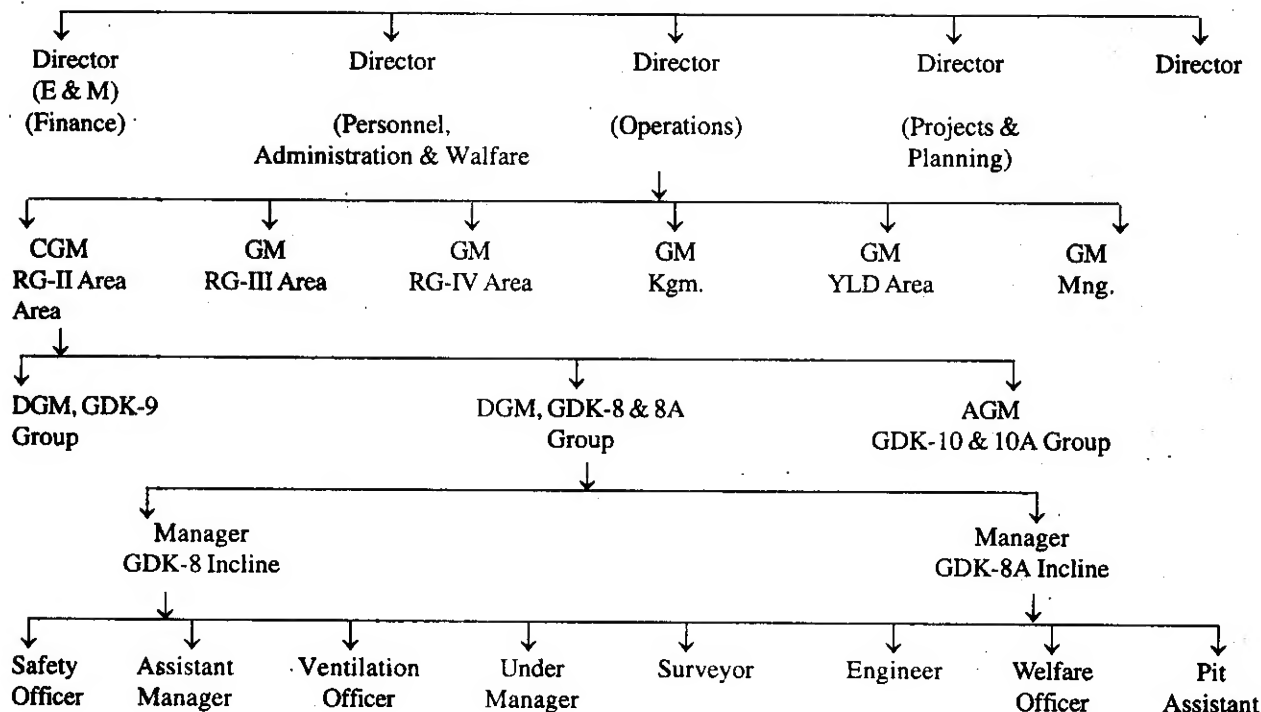 Director Director Director Director Director
(E & M)
(Finance) (Personnel, (Operations) (Projects &
Administration & Walfare Planning)
CGM GM GM GM GM GM
RG-II Area RG-III Area RG-IV Area Kgm. YLD Area Mng.
Area
DGM, GDK-9 DGM, GDK-8 & 8A AGM
Group Group GDK-10 & 10A Group
Manager Manager
GDK-8 Incline GDK-8A Incline
Safety Assistant Ventilation Under Surveyor Engineer Welfare Pit
Officer Manager Officer Manager Officer Assistant